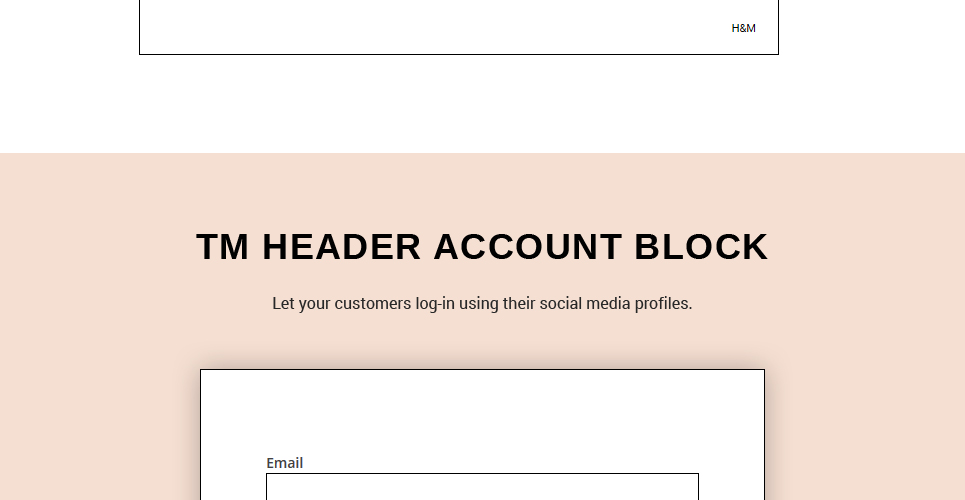 H&M
TM HEADER ACCOUNT BLOCK
Let your customers log-in using their social media profiles.
Email